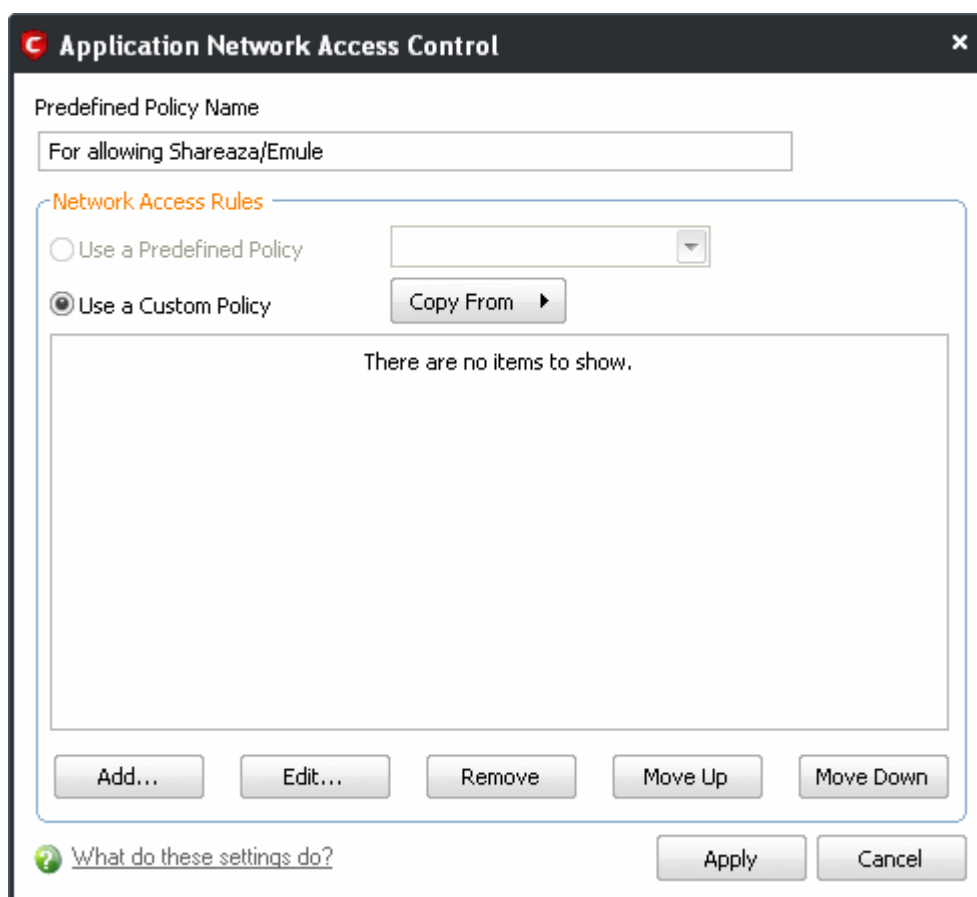 Application Network Access Control
Predefined Policy Name
For allowing Shareaza/Emule
Network Access Rules
Use a Predefined Policy
Use a Custom Policy
Copy From
There are no items to show.
Add...
Edit...
Remove
Move Up
Move Down
What do these settings do?
Apply
Cancel